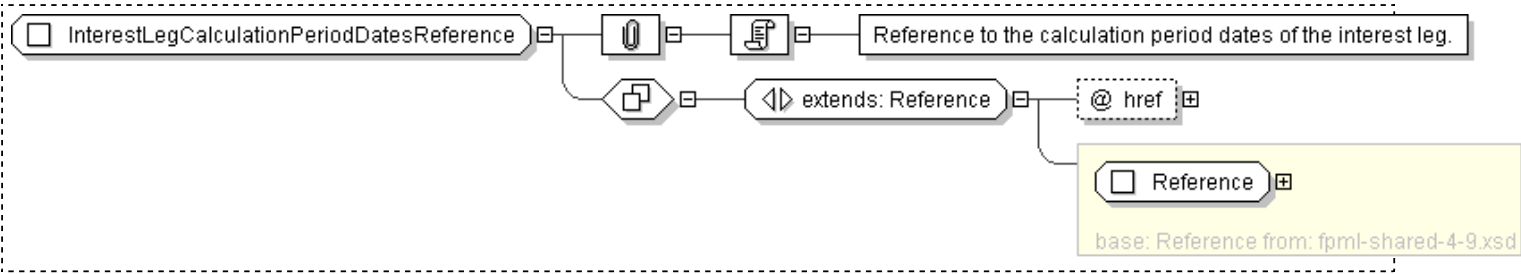 InterestLegCalculationPeriodDatesReference
Reference to the calculation period dates of the interest leg.
extends: Reference
@ href
Reference
base: Reference from: fpml-shared-4-9.xsd